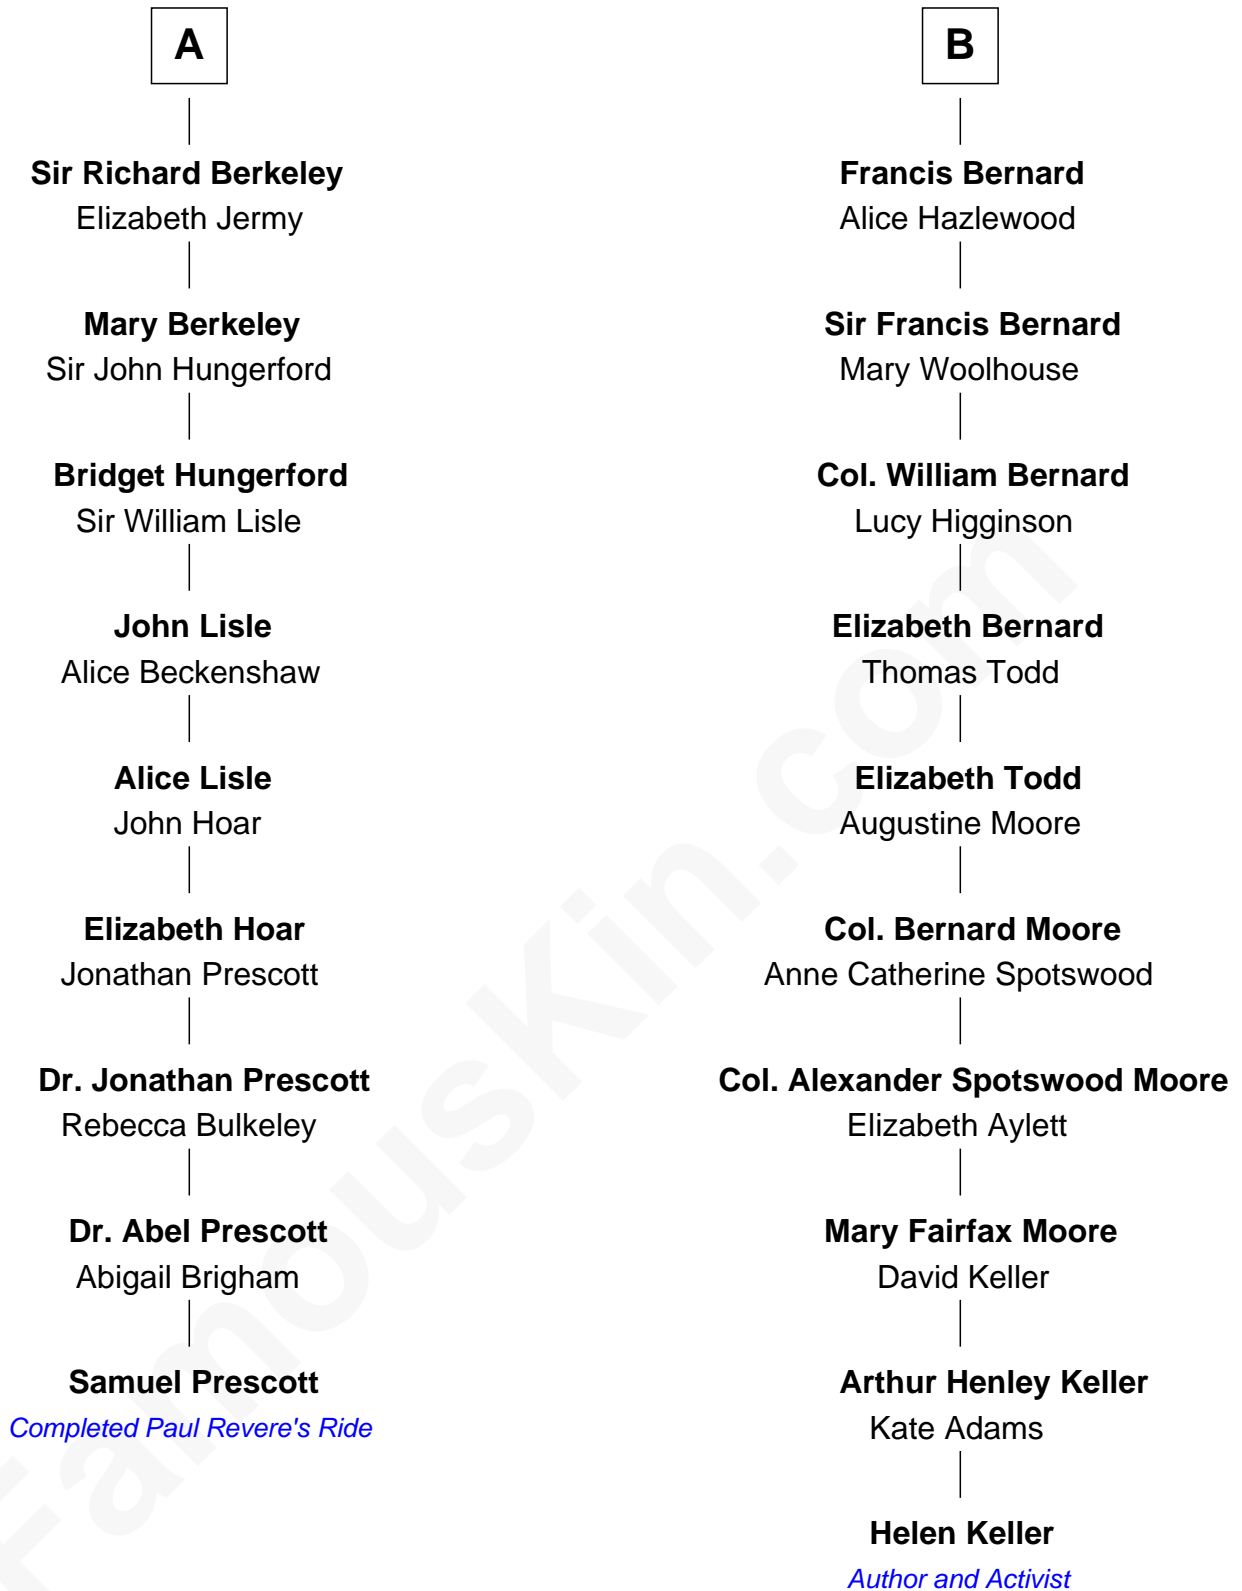 A
Sir Richard Berkeley
Elizabeth Jermy
Mary Berkeley
Sir John Hungerford
Bridget Hungerford
Sir William Lisle
John Lisle
Alice Beckenshaw
Alice Lisle
John Hoar
Elizabeth Hoar
Jonathan Prescott
Dr. Jonathan Prescott
Rebecca Bulkeley
Dr. Abel Prescott
Abigail Brigham
Samuel Prescott
Completed Paul Revere's Ride
B
Francis Bernard
Alice Hazlewood
Sir Francis Bernard
Mary Woolhouse
Col. William Bernard
Lucy Higginson
Elizabeth Bernard
Thomas Todd
Elizabeth Todd
Augustine Moore
Col. Bernard Moore
Anne Catherine Spotswood
Col. Alexander Spotswood Moore
Elizabeth Aylett
Mary Fairfax Moore
David Keller
Arthur Henley Keller
Kate Adams
Helen Keller
Author and Activist
FamousKin.com